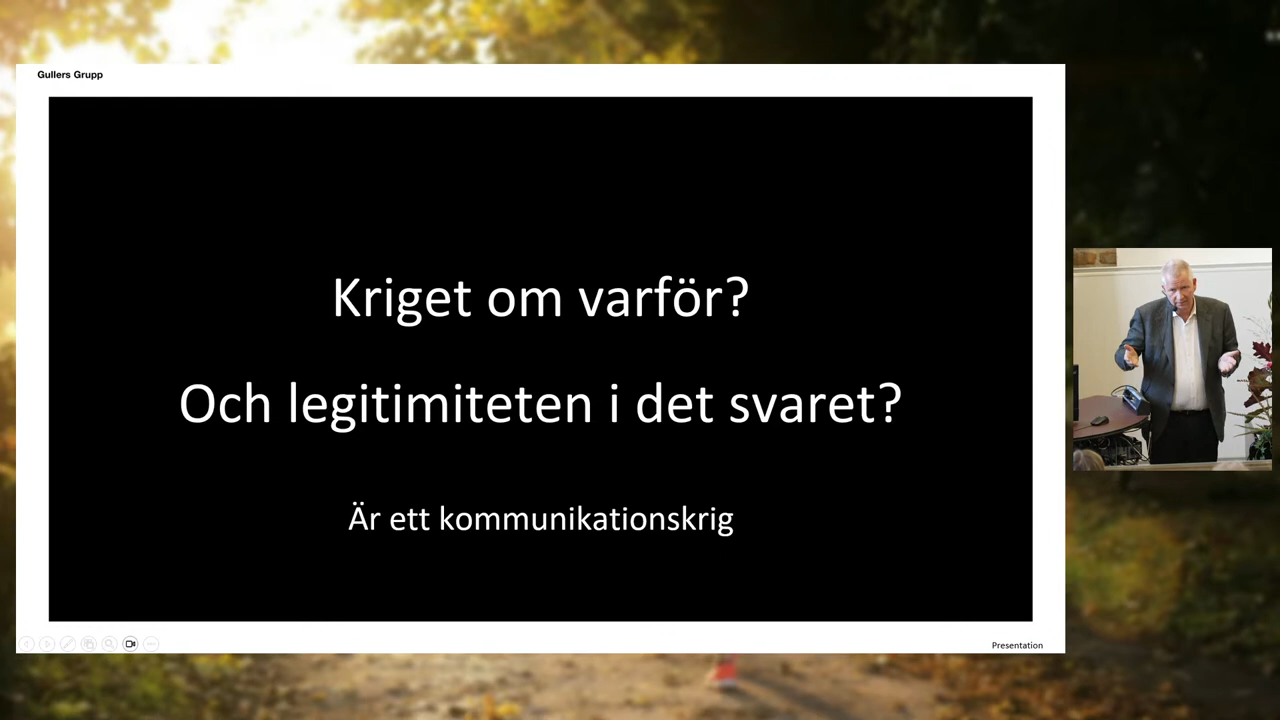 Gullers Grupp
Kriget om varför?
Och legitimiteten i det svaret?
Är ett kommunikationskrig
Presentation